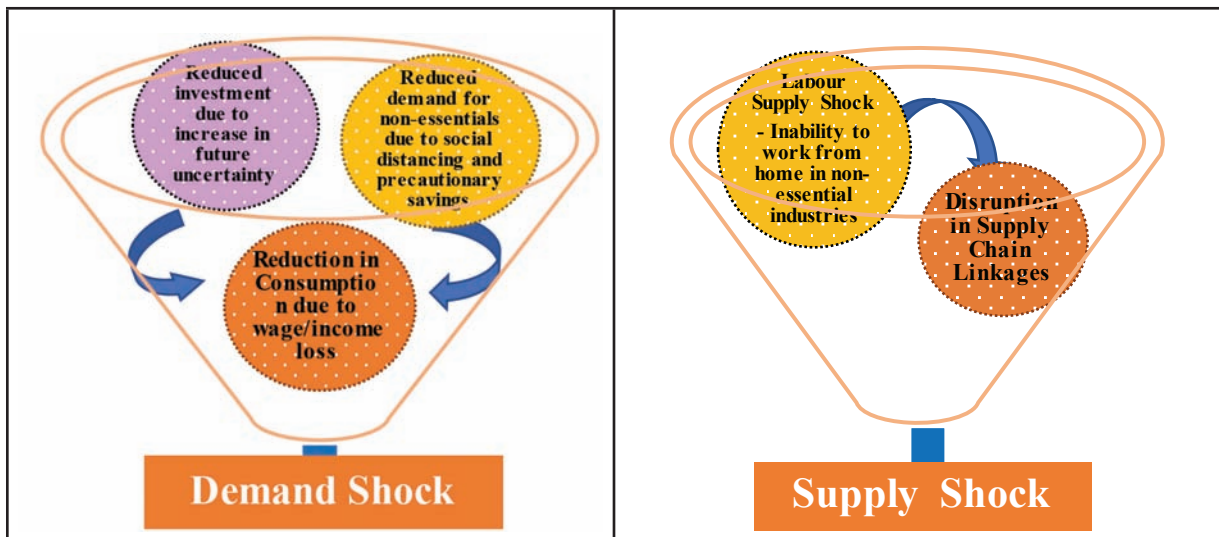 Reduced
investment
due to
increase in
future
uncertainty
Reduced
demand for
non-essentials
due to social
distancing and
precautionary
savings
Reduction in
Consumptio
n due to
wage/income
loss
Demand Shock
Labour
Supply Shock
- Inability to
work from
home in non-
essential
industries
Disruption
in Supply
Chain
Linkages
Supply Shock